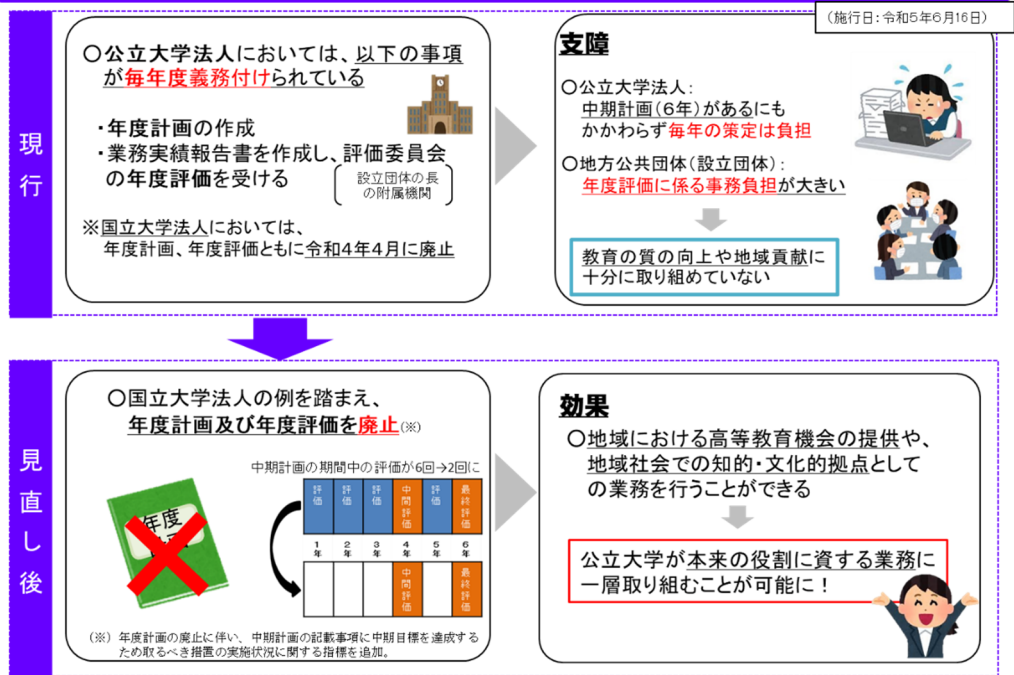 (施行日:令和5年6月16日)
現行
〇公立大学法人においては、以下の事項
が毎年度義務付けられている
・年度計画の作成
・業務実績報告書を作成し、評価委員会
の年度評価を受ける
設立団体の長
の附属機関
※国立大学法人においては、
年度計画、年度評価ともに令和4年4月に廃止
支障
〇公立大学法人:
中期計画(6年)があるにも
かかわらず毎年の策定は負担
〇地方公共団体(設立団体):
年度評価に係る事務負担が大きい
教育の質の向上や地域貢献に
十分に取り組めていない
見直し後
〇国立大学法人の例を踏まえ、
年度計画及び年度評価を廃止(※)
中期計画の期間中の評価が6回→2回に
年度
評価 評価 評価 中間評価 評価 最終評価
1年 2年 3年 4年 5年 6年
中間評価 最終評価
(※)年度計画の廃止に伴い、中期計画の記載事項に中期目標を達成する
ため取るべき措置の実施状況に関する指標を追加。
効果
〇地域における高等教育機会の提供や、
地域社会での知的・文化的拠点として
の業務を行うことができる
公立大学が本来の役割に資する業務に
一層取り組むことが可能に!